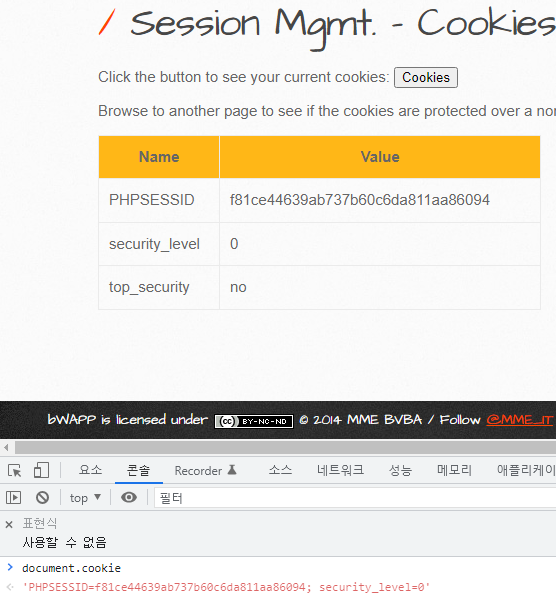 / Session Mgmt. - Cookies
Click the button to see your current cookies: Cookies
Browse to another page to see if the cookies are protected over a
Name Value
PHPSESSID f81ce44639ab737b60c6da811aa86094
security_level 0
top_security no
bWAPP is licensed under (cc) BY-NC-ND © 2014 MME BVBA / Follow @MME_IT
요소 콘솔 Recorder 소스 네트워크 성능 메모리 애플리케이
top ▼ 필터
× 표현식
사용할 수 없음
> document.cookie
'PHPSESSID=f81ce44639ab737b60c6da811aa86094; security_level=0'